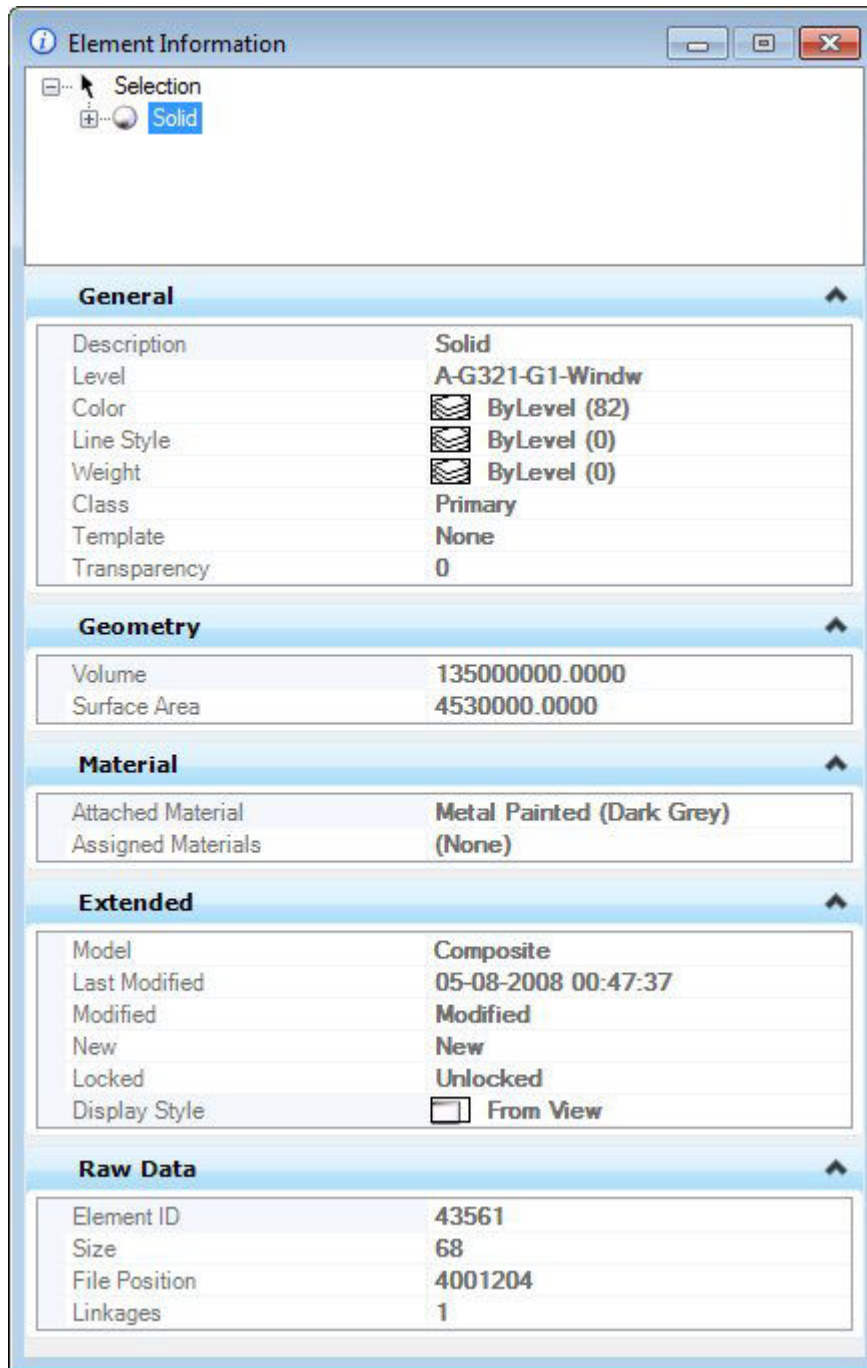 Element Information
Selection
Solid
General
Description Solid
Level A-G321-G1-Windw
Color ByLevel (82)
Line Style ByLevel (0)
Weight ByLevel (0)
Class Primary
Template None
Transparency 0
Geometry
Volume 135000000.0000
Surface Area 4530000.0000
Material
Attached Material Metal Painted (Dark Grey)
Assigned Materials (None)
Extended
Model Composite
Last Modified 05-08-2008 00:47:37
Modified Modified
New New
Locked Unlocked
Display Style From View
Raw Data
Element ID 43561
Size 68
File Position 4001204
Linkages 1